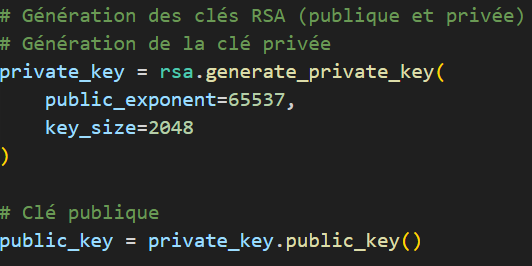 # Génération des clés RSA (publique et privée)
# Génération de la clé privée
private_key = rsa.generate_private_key(
    public_exponent=65537,
    key_size=2048
)

# Clé publique
public_key = private_key.public_key()